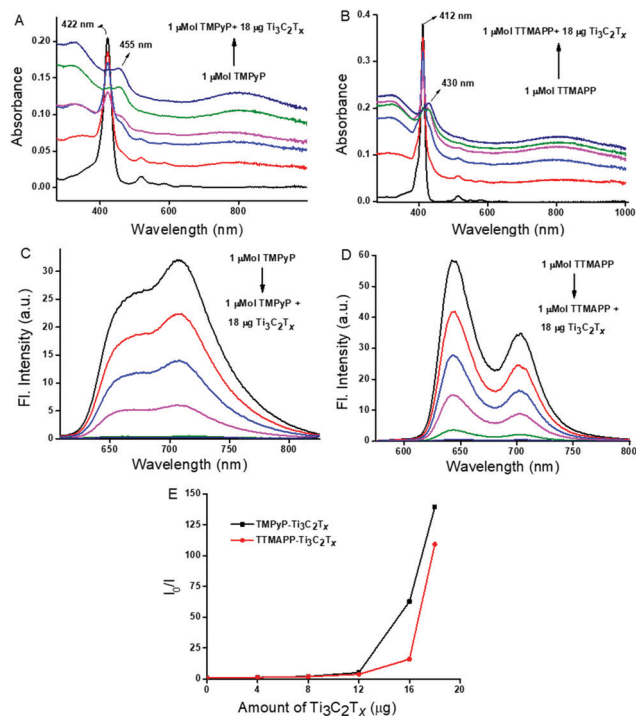 A
422 nm
1 μMol TMPyP+ 18 μg Ti3C2Tx
455 nm
1 μMol TMPyP
Absorbance
0.20
0.15
0.10
0.05
0.00
400 600 800
Wavelength (nm)
B
412 nm
1 μMol TTMAPP+ 18 μg Ti3C2Tx
430 nm
1 μMol TTMAPP
Absorbance
0.4
0.3
0.2
0.1
0.0
400 600 800 1000
Wavelength (nm)
C
1 μMol TMPyP
1 μMol TMPyP +
18 μg Ti3C2Tx
Fl. Intensity (a.u.)
30
25
20
15
10
5
0
650 700 750 800
Wavelength (nm)
D
1 μMol TTMAPP
1 μMol TTMAPP +
18 μg Ti3C2Tx
Fl. Intensity (a.u.)
60
50
40
30
20
10
0
600 650 700 750 800
Wavelength (nm)
E
TMPyP-Ti3C2Tx
TTMAPP-Ti3C2Tx
I0/I
150
125
100
75
50
25
0
0 4 8 12 16 20
Amount of Ti3C2Tx (μg)